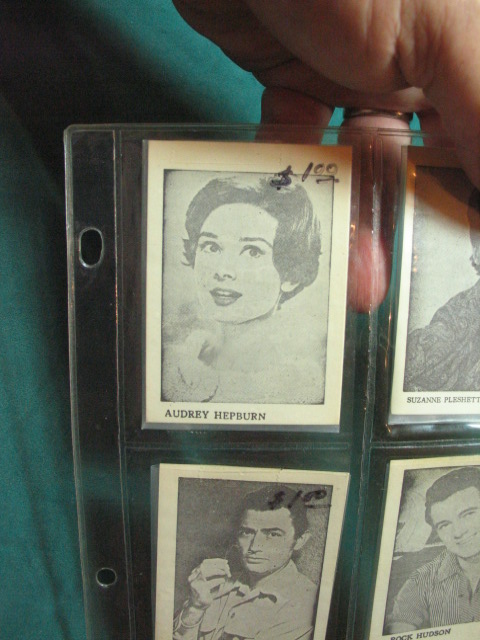 $1.00
AUDREY HEPBURN
SUZANNE PLESHETT
$1.00
ROCK HUDSON